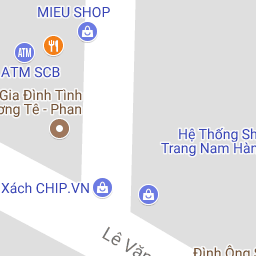 MIEU SHOP
ATM
ATM SCB
Gia Đình Tình
ơng Tê - Phan
Hệ Thống Sh
Trang Nam Hàn
Xách CHIP.VN
Lê Văn
Đình Ông S